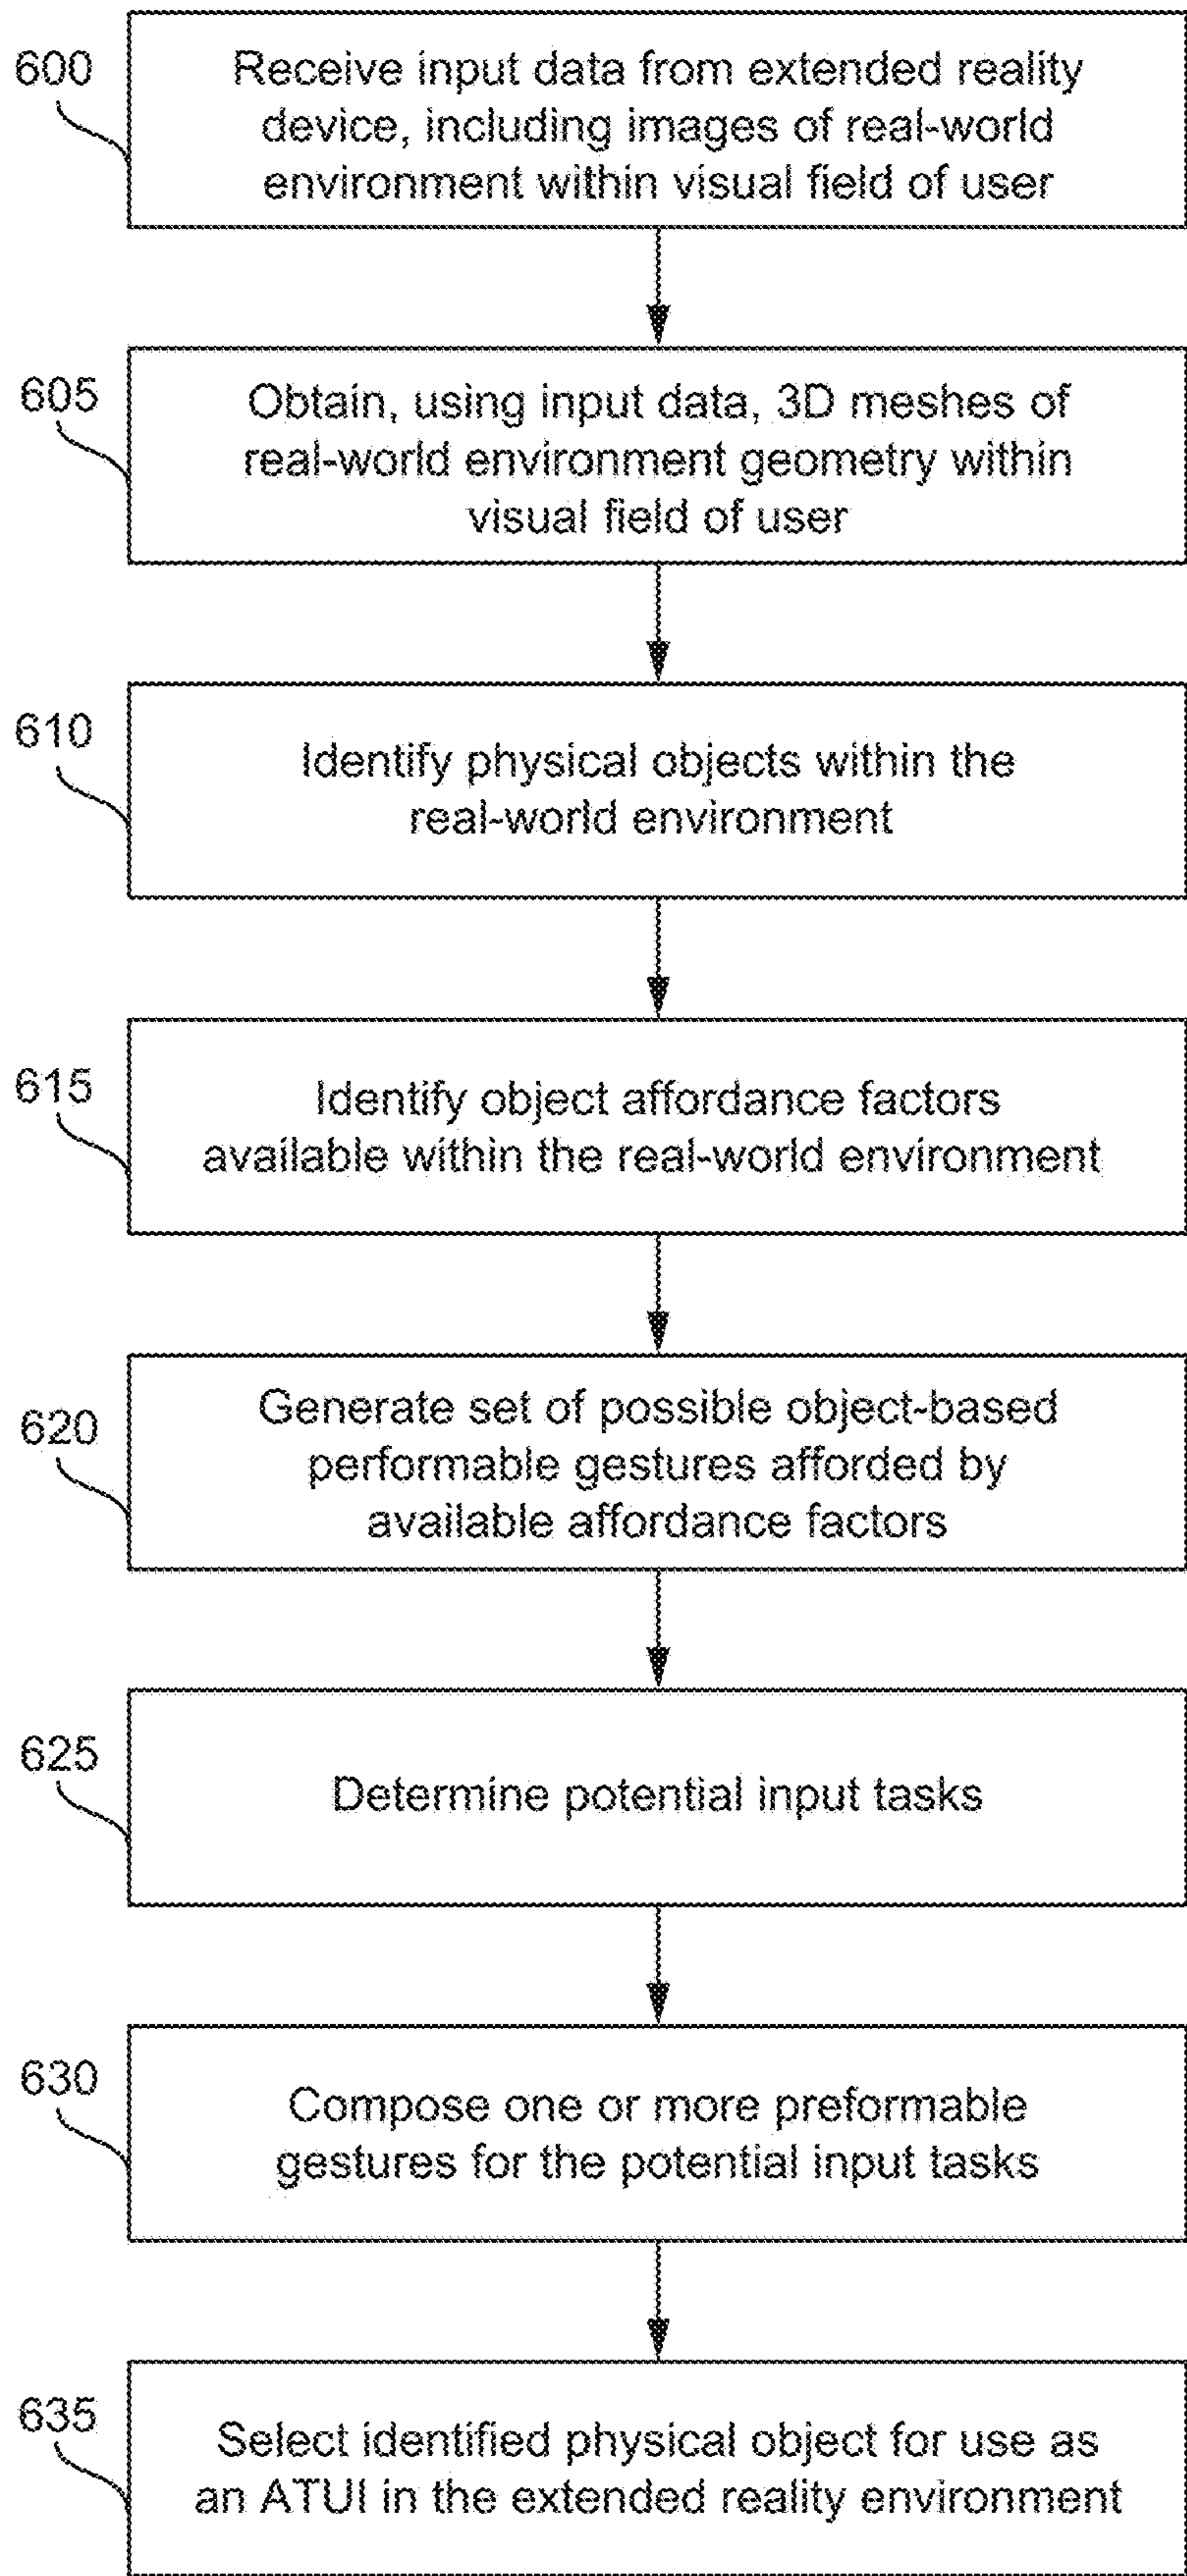 600
Receive input data from extended reality
device, including images of real-world
environment within visual field of user
605
Obtain, using input data, 3D meshes of
real-world environment geometry within
visual field of user
610
Identify physical objects within the
real-world environment
615
Identify object affordance factors
available within the real-world environment
620
Generate set of possible object-based
performable gestures afforded by
available affordance factors
625
Determine potential input tasks
630
Compose one or more preformable
gestures for the potential input tasks
635
Select identified physical object for use as
an ATUI in the extended reality environment